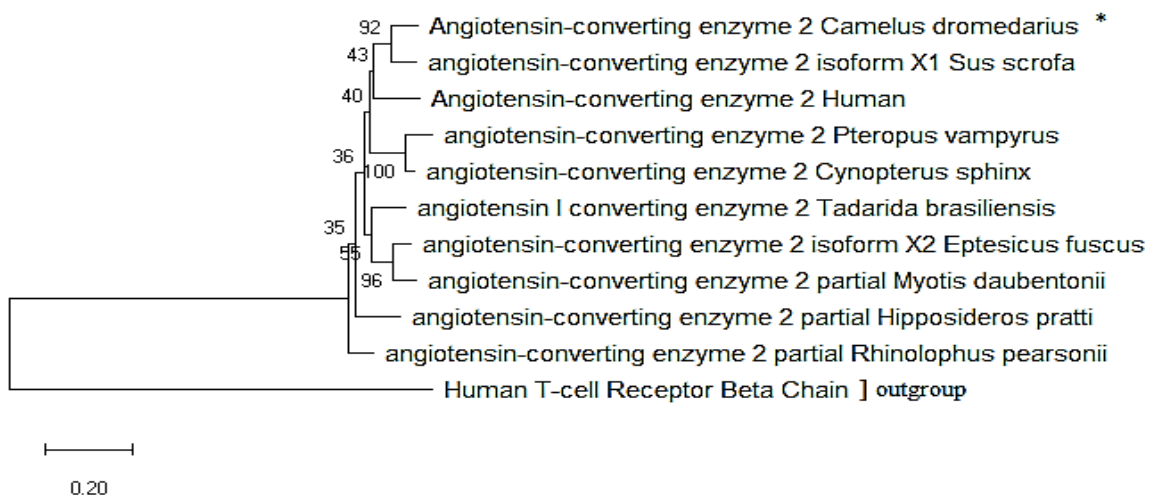 92
Angiotensin-converting enzyme 2 Camelus dromedarius *
43
angiotensin-converting enzyme 2 isoform X1 Sus scrofa
40
Angiotensin-converting enzyme 2 Human
angiotensin-converting enzyme 2 Pteropus vampyrus
36
100
angiotensin-converting enzyme 2 Cynopterus sphinx
angiotensin I converting enzyme 2 Tadarida brasiliensis
35
55
angiotensin-converting enzyme 2 isoform X2 Eptesicus fuscus
96
angiotensin-converting enzyme 2 partial Myotis daubentonii
angiotensin-converting enzyme 2 partial Hipposideros pratti
angiotensin-converting enzyme 2 partial Rhinolophus pearsonii
Human T-cell Receptor Beta Chain ] outgroup
0.20